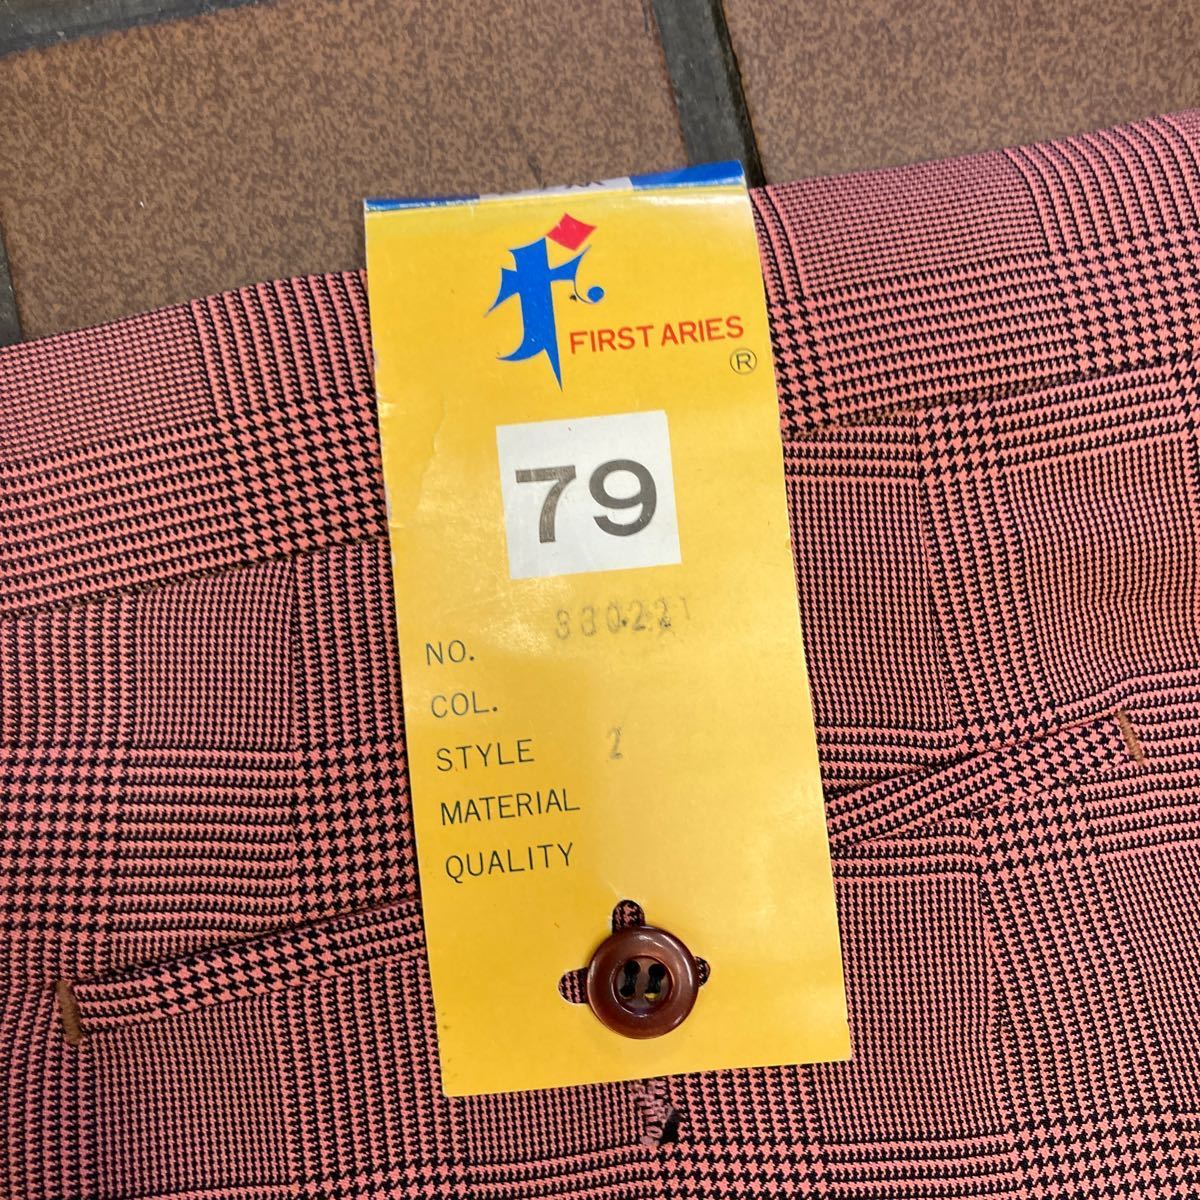 FIRST ARIES
®
79
NO. 330221
COL.
STYLE 2
MATERIAL
QUALITY